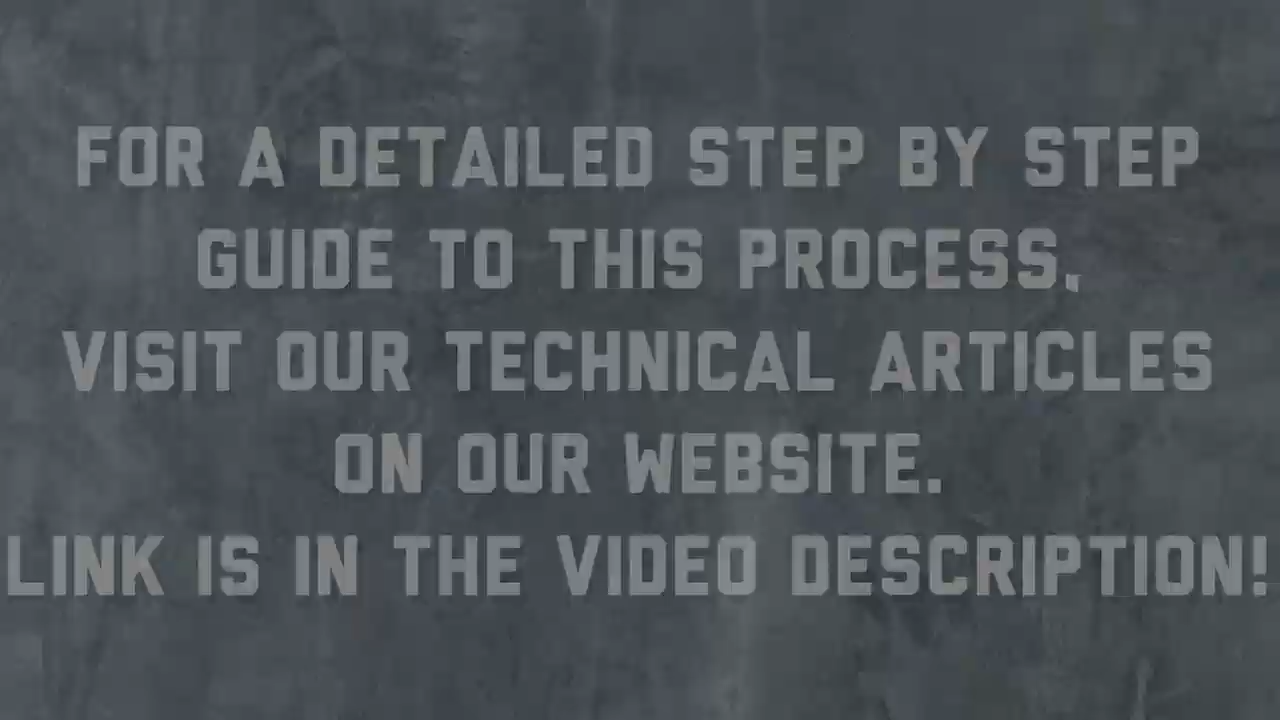 FOR A DETAILED STEP BY STEP
GUIDE TO THIS PROCESS,
VISIT OUR TECHNICAL ARTICLES
ON OUR WEBSITE.
LINK IS IN THE VIDEO DESCRIPTION!